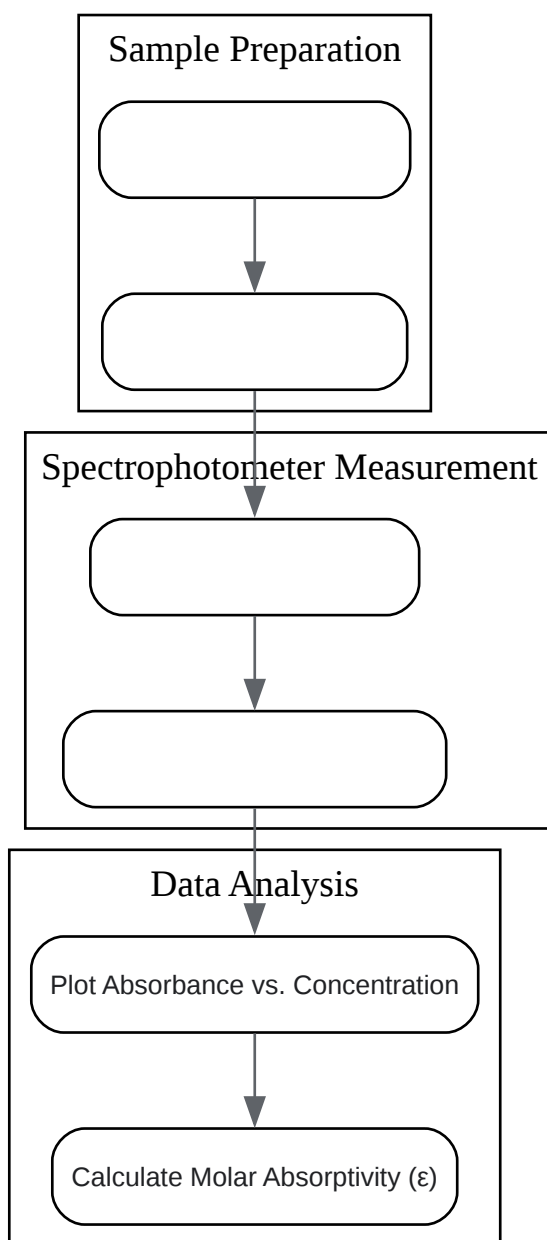 Sample Preparation
Spectrophotometer Measurement
Data Analysis
Plot Absorbance vs. Concentration
Calculate Molar Absorptivity (ε)